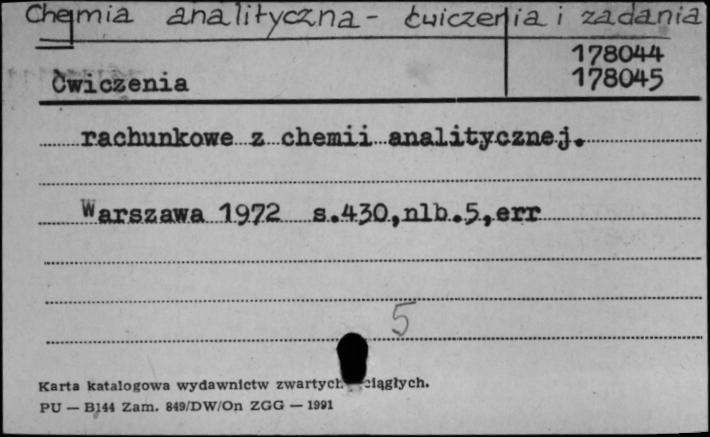 Chemia analityczna - ćwiczenia i zadania
178044
Ćwiczenia 178045
rachunkowe z chemii analitycznej.
Warszawa 1972 s.430,nlb.5,err
5
Karta katalogowa wydawnictw zwartych ciągłych.
PU — B144 Zam. 849/DW/On ZGG — 1991